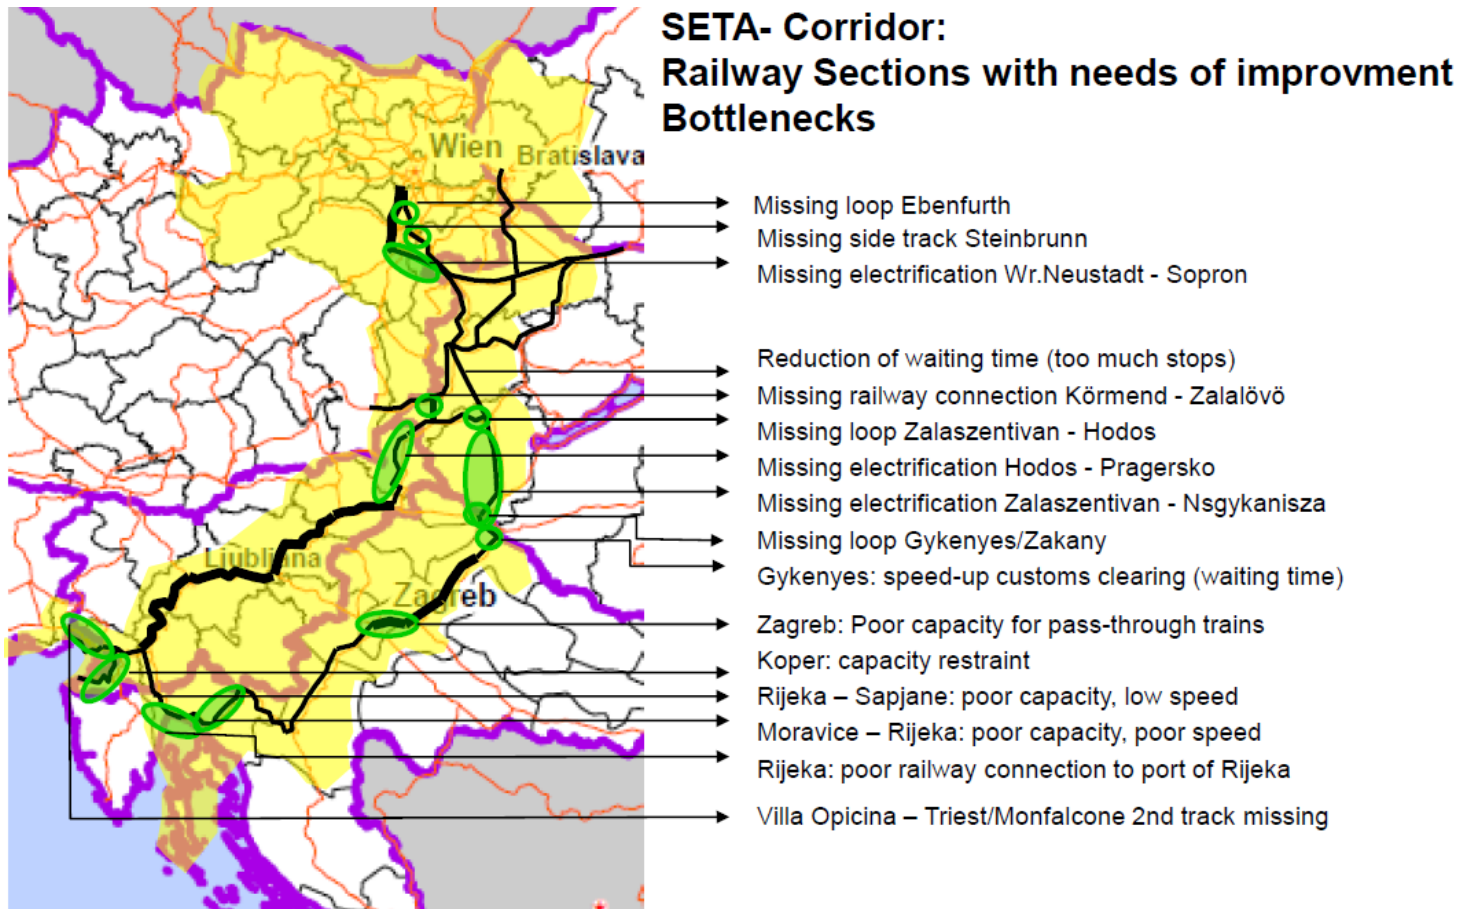 SETA- Corridor:
Railway Sections with needs of improvment
Bottlenecks
Wien
Bratislava
Missing loop Ebenfurth
Missing side track Steinbrunn
Missing electrification Wr.Neustadt - Sopron
Reduction of waiting time (too much stops)
Missing railway connection Körmend - Zalalövö
Missing loop Zalaszentivan - Hodos
Missing electrification Hodos - Pragersko
Missing electrification Zalaszentivan - Nsgykanisza
Missing loop Gykenyes/Zakany
Gykenyes: speed-up customs clearing (waiting time)
Ljubljana
Zagreb
Zagreb: Poor capacity for pass-through trains
Koper: capacity restraint
Rijeka – Sapjane: poor capacity, low speed
Moravice – Rijeka: poor capacity, poor speed
Rijeka: poor railway connection to port of Rijeka
Villa Opicina – Triest/Monfalcone 2nd track missing